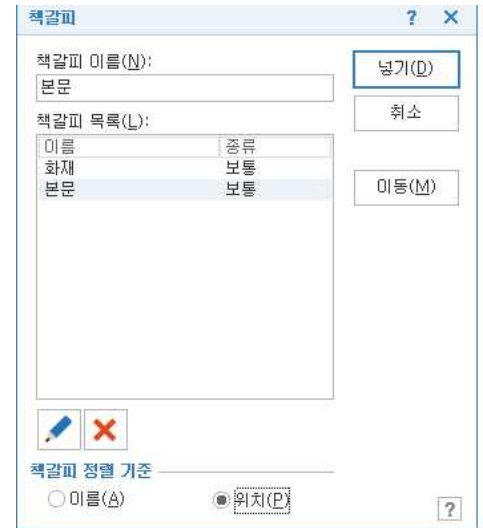 책갈피 ? ×
책갈피 이름(N):
본문
넣기(D)
취소
책갈피 목록(L):
이름 종류
화재 보통
본문 보통
이동(M)
책갈피 정렬 기준
이름(A) 위치(P)
?